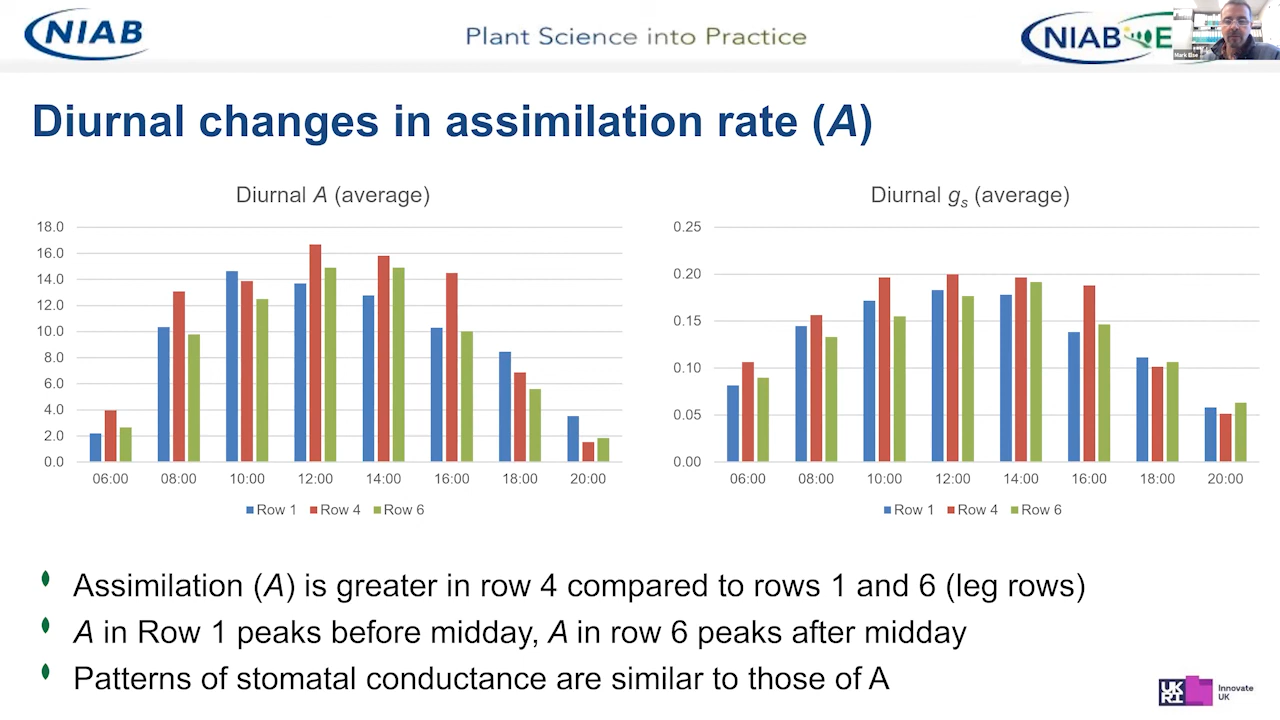 NIAB
Plant Science into Practice
NIAB E
Mark Else
Diurnal changes in assimilation rate (A)
Diurnal A (average)
18.0
16.0
14.0
12.0
10.0
8.0
6.0
4.0
2.0
0.0
06:00 08:00 10:00 12:00 14:00 16:00 18:00 20:00
Row 1 Row 4 Row 6
Diurnal gs (average)
0.25
0.20
0.15
0.10
0.05
0.00
06:00 08:00 10:00 12:00 14:00 16:00 18:00 20:00
Row 1 Row 4 Row 6
Assimilation (A) is greater in row 4 compared to rows 1 and 6 (leg rows)
A in Row 1 peaks before midday, A in row 6 peaks after midday
Patterns of stomatal conductance are similar to those of A
UK
RI
Innovate
UK